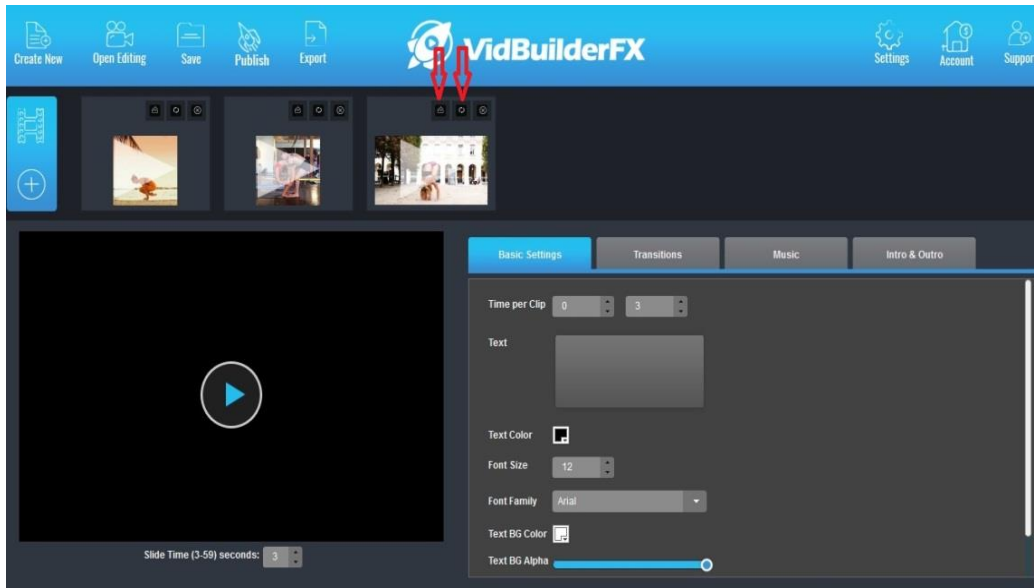 Create New
Open Editing
Save
Publish
Export
VidBuilderFX
Settings
Account
Suppor
Basic Settings
Transitions
Music
Intro & Outro
Time per Clip 0 3
Text
Text Color
Font Size 12
Font Family Arial
Text BG Color
Text BG Alpha
Slide Time (3-59) seconds: 3